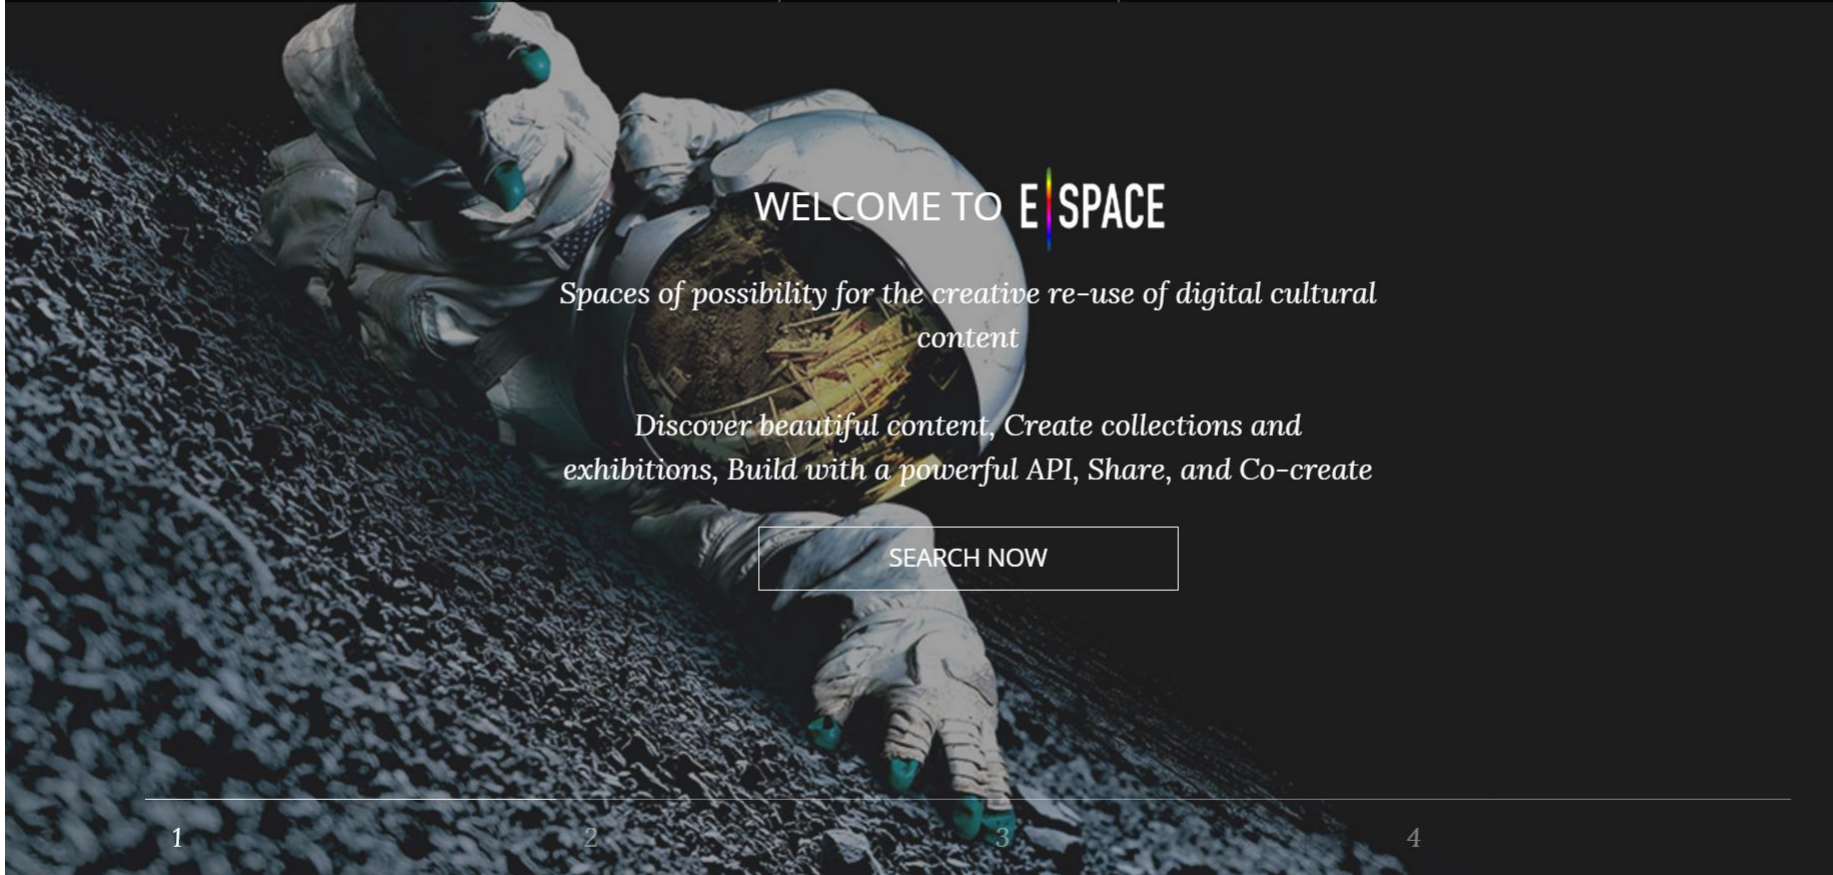 WELCOME TO E|SPACE
Spaces of possibility for the creative re-use of digital cultural
content
Discover beautiful content, Create collections and
exhibitions, Build with a powerful API, Share, and Co-create
SEARCH NOW
1 2 3 4